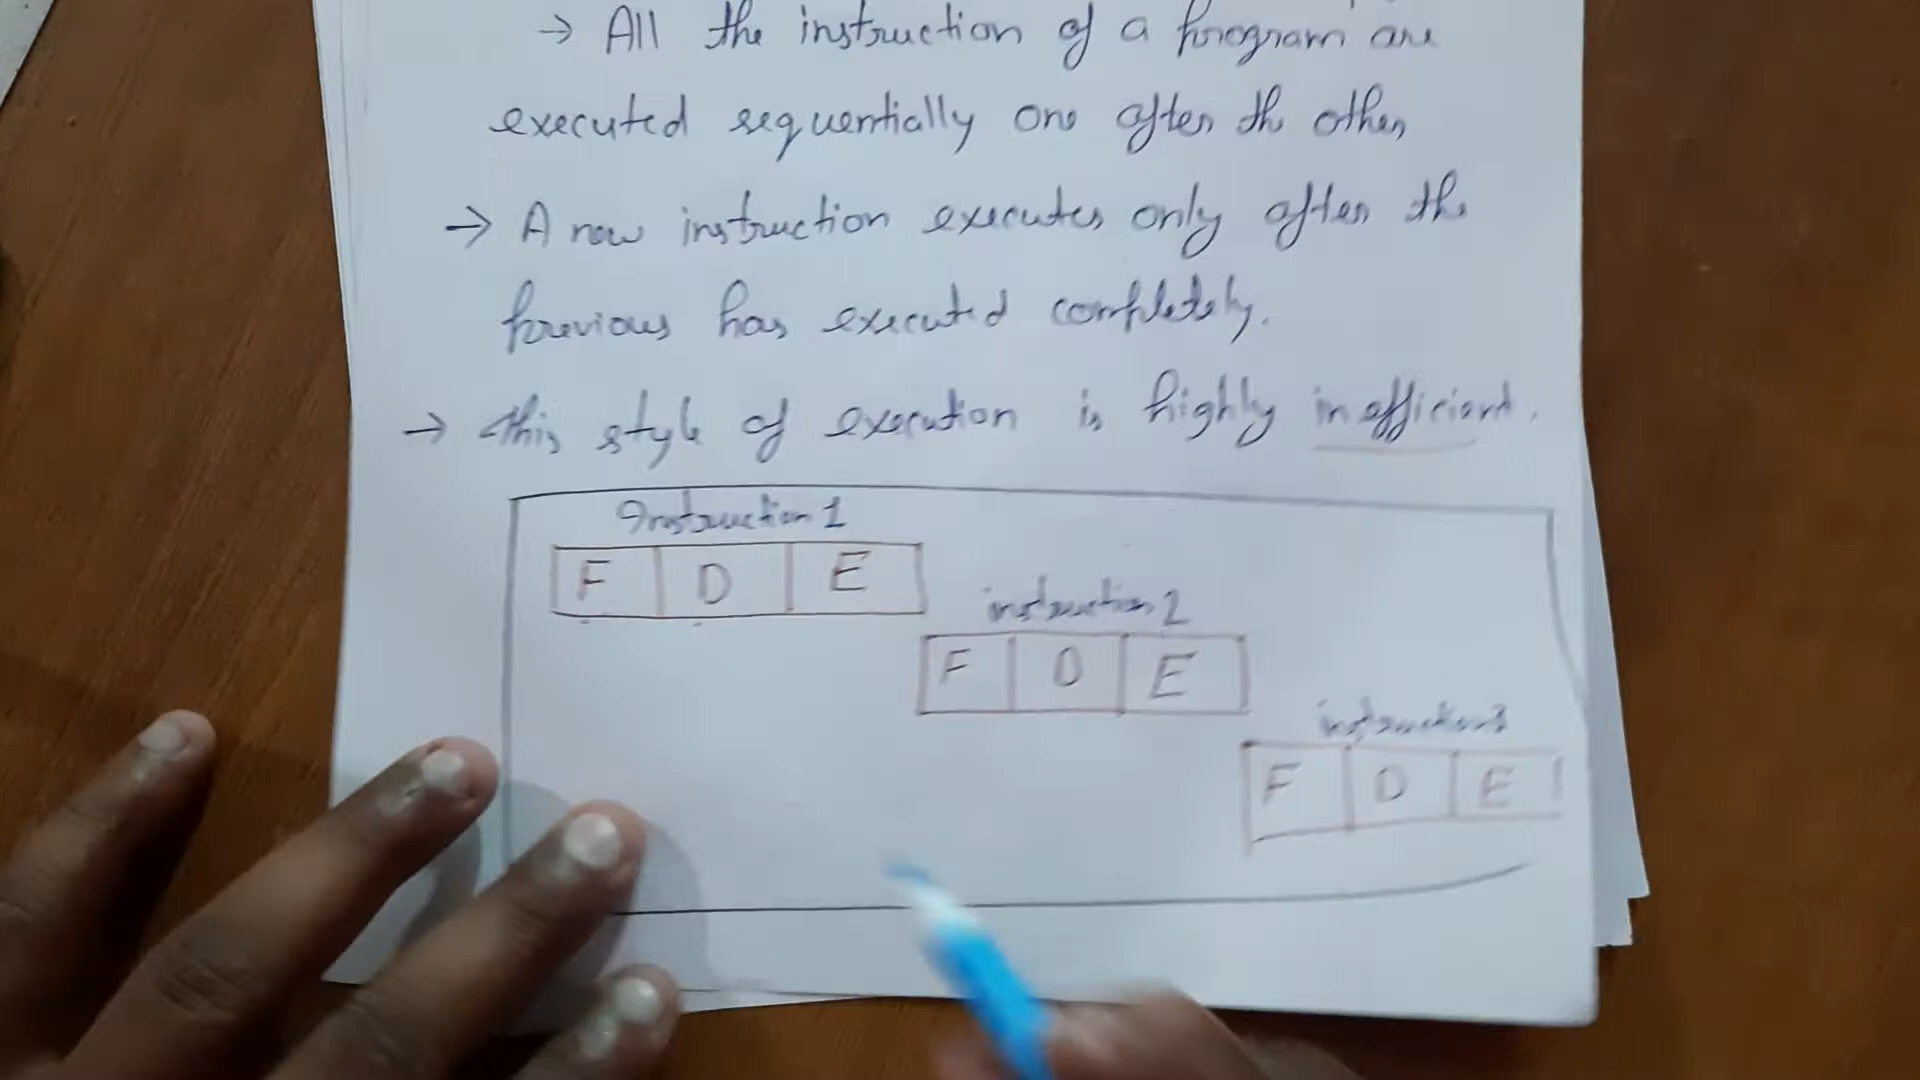 → All the instruction of a program are
executed sequentially one after the other,
→ A new instruction executes only after the
previous has executed completely.
→ This style of execution is highly inefficient.
Instruction 1
F D E
instruction 2
F D E
instruction 3
F D E